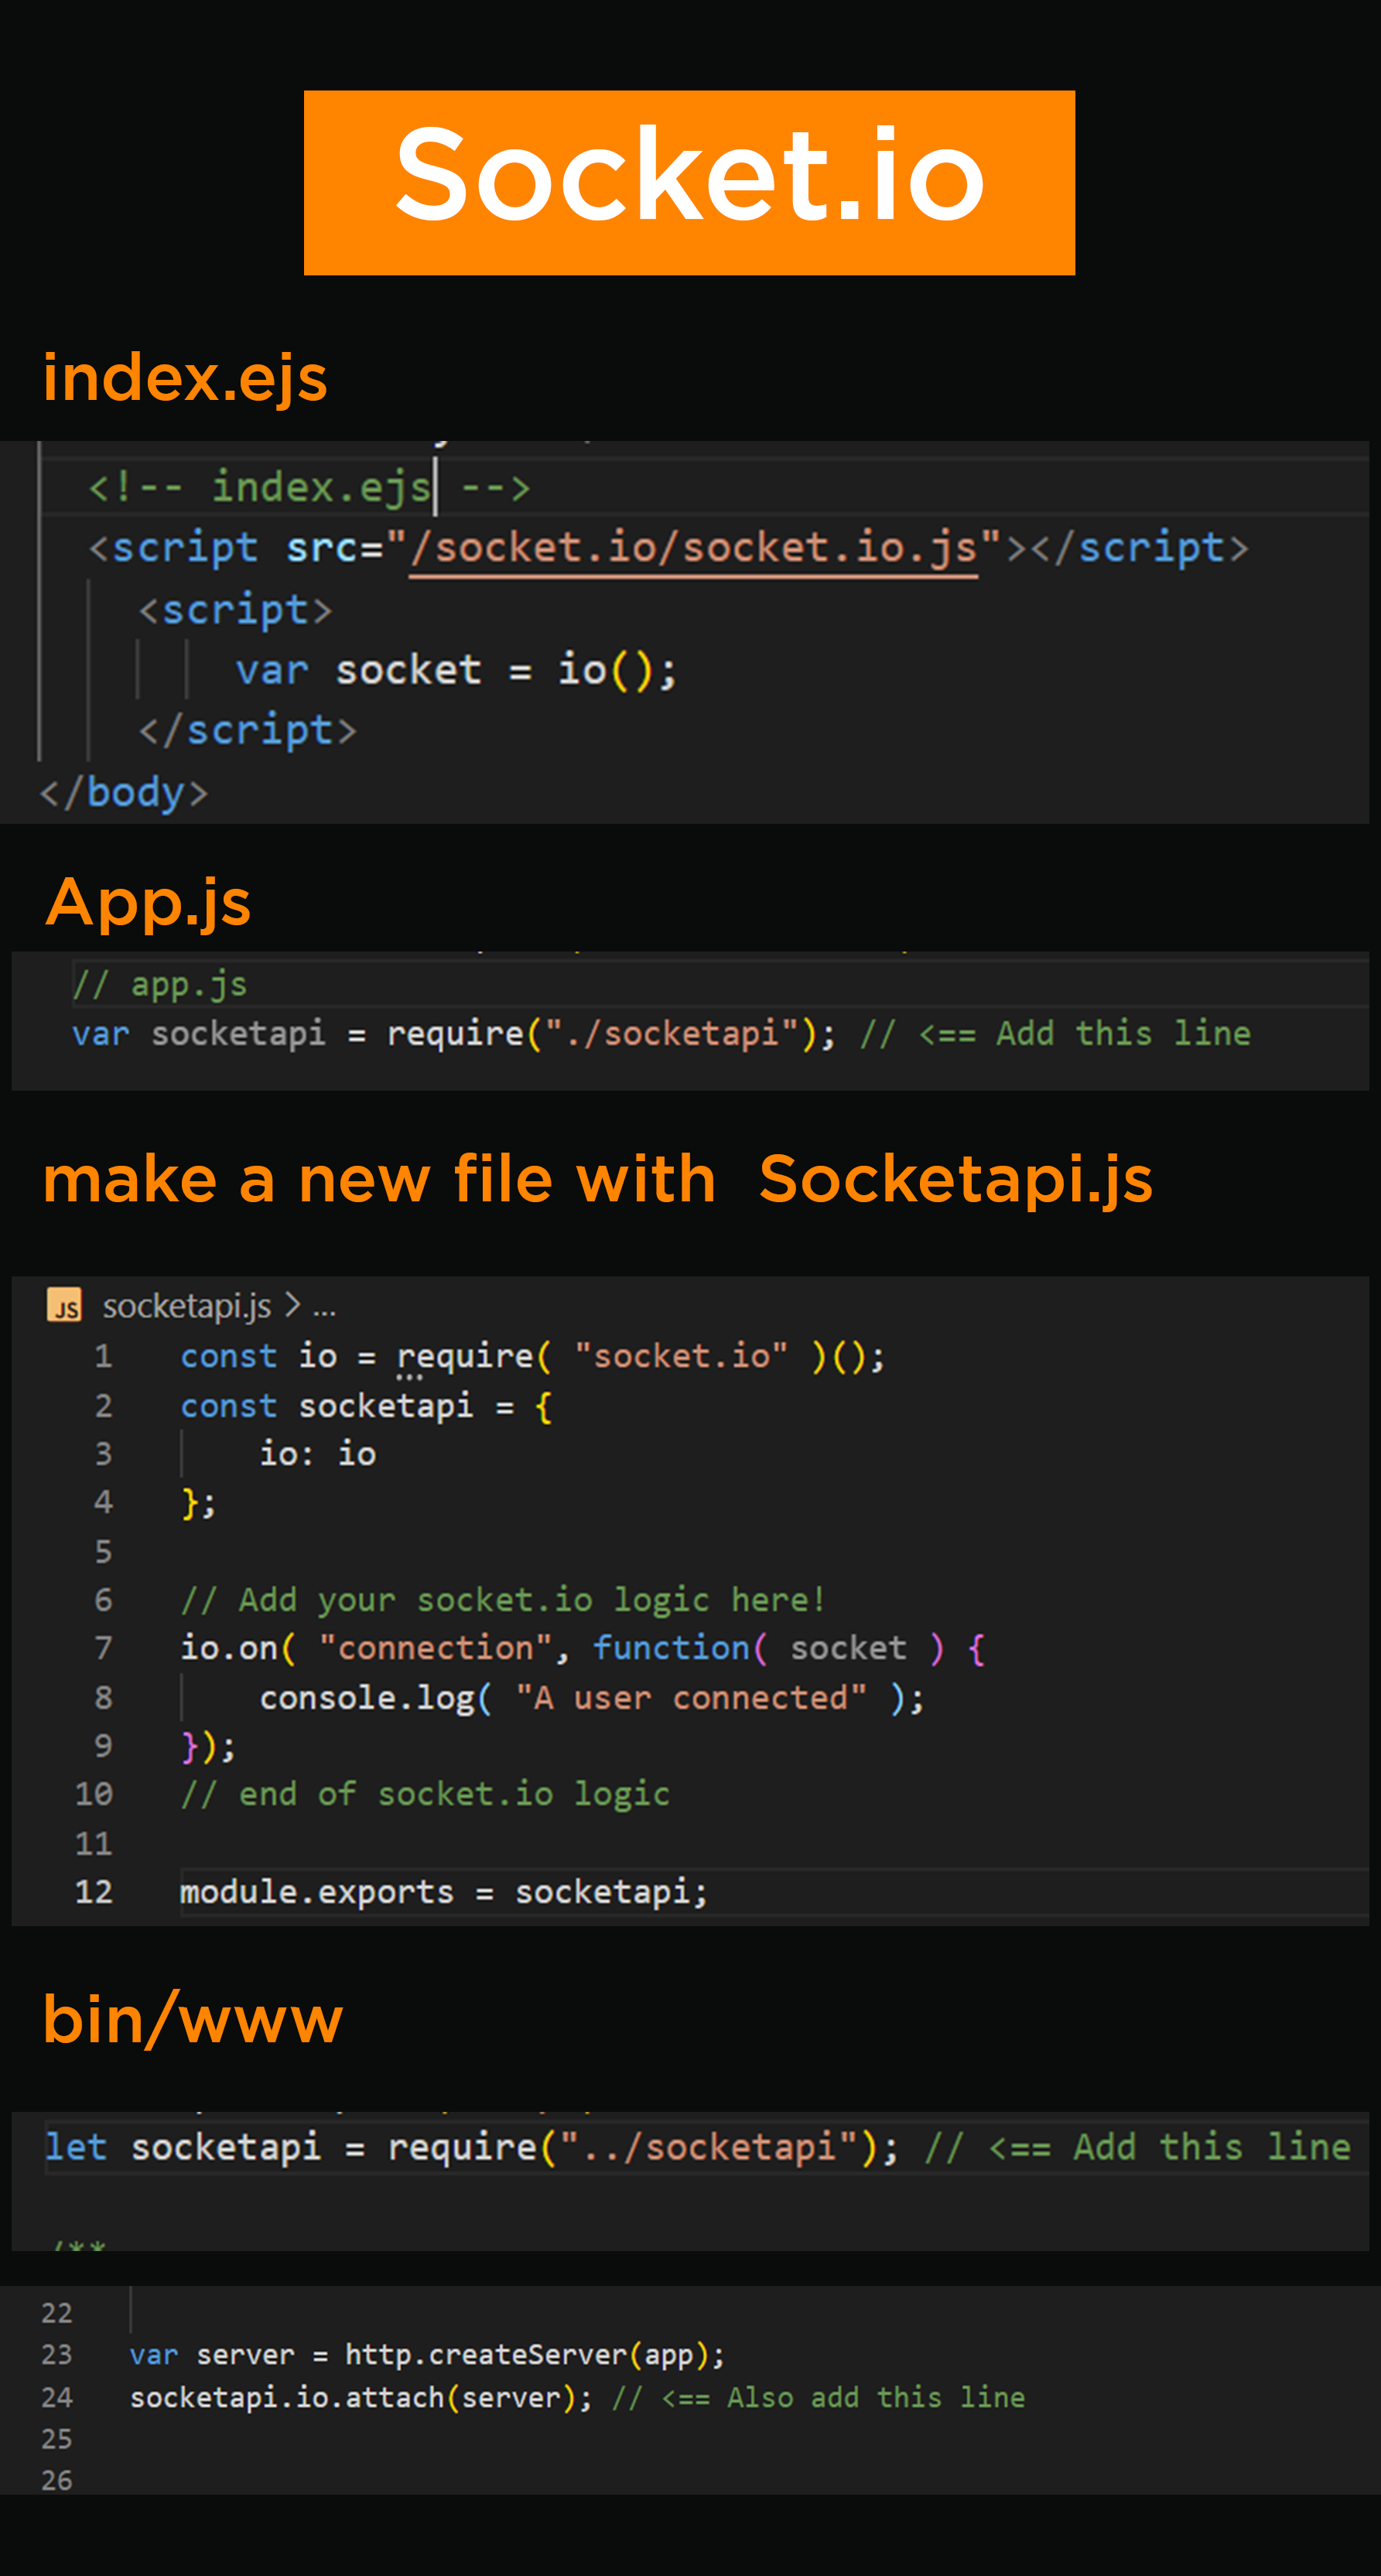 Socket.io
index.ejs
<!-- index.ejs -->
<script src="/socket.io/socket.io.js"></script>
<script>
var socket = io();
</script>
</body>
App.js
// app.js
var socketapi = require("./socketapi"); // <== Add this line
make a new file with Socketapi.js
JS socketapi.js > ...
1 const io = require( "socket.io" )();
2 const socketapi = {
3 io: io
4 };
5
6 // Add your socket.io logic here!
7 io.on( "connection", function( socket ) {
8 console.log( "A user connected" );
9 });
10 // end of socket.io logic
11
12 module.exports = socketapi;
bin/www
let socketapi = require("../socketapi"); // <== Add this line
/**
22
23 var server = http.createServer(app);
24 socketapi.io.attach(server); // <== Also add this line
25
26